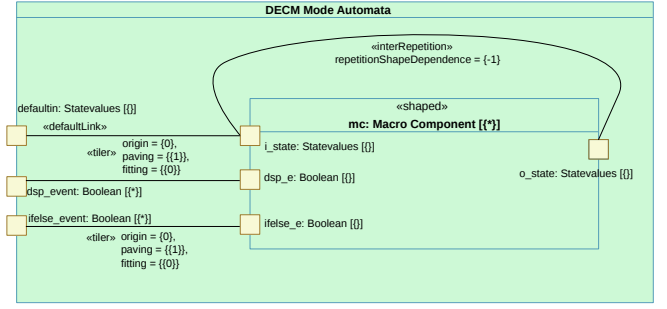 DECM Mode Automata
«interRepetition»
repetitionShapeDependence = {-1}
«shaped»
mc: Macro Component [{*}]
defaultin: Statevalues [{}]
«defaultLink»
i_state: Statevalues [{}]
o_state: Statevalues [{}]
«tiler»
origin = {0},
paving = {{1}},
fitting = {{0}}
dsp_e: Boolean [{}]
dsp_event: Boolean [{*}]
ifelse_event: Boolean [{*}]
ifelse_e: Boolean [{}]
«tiler»
origin = {0},
paving = {{1}},
fitting = {{0}}